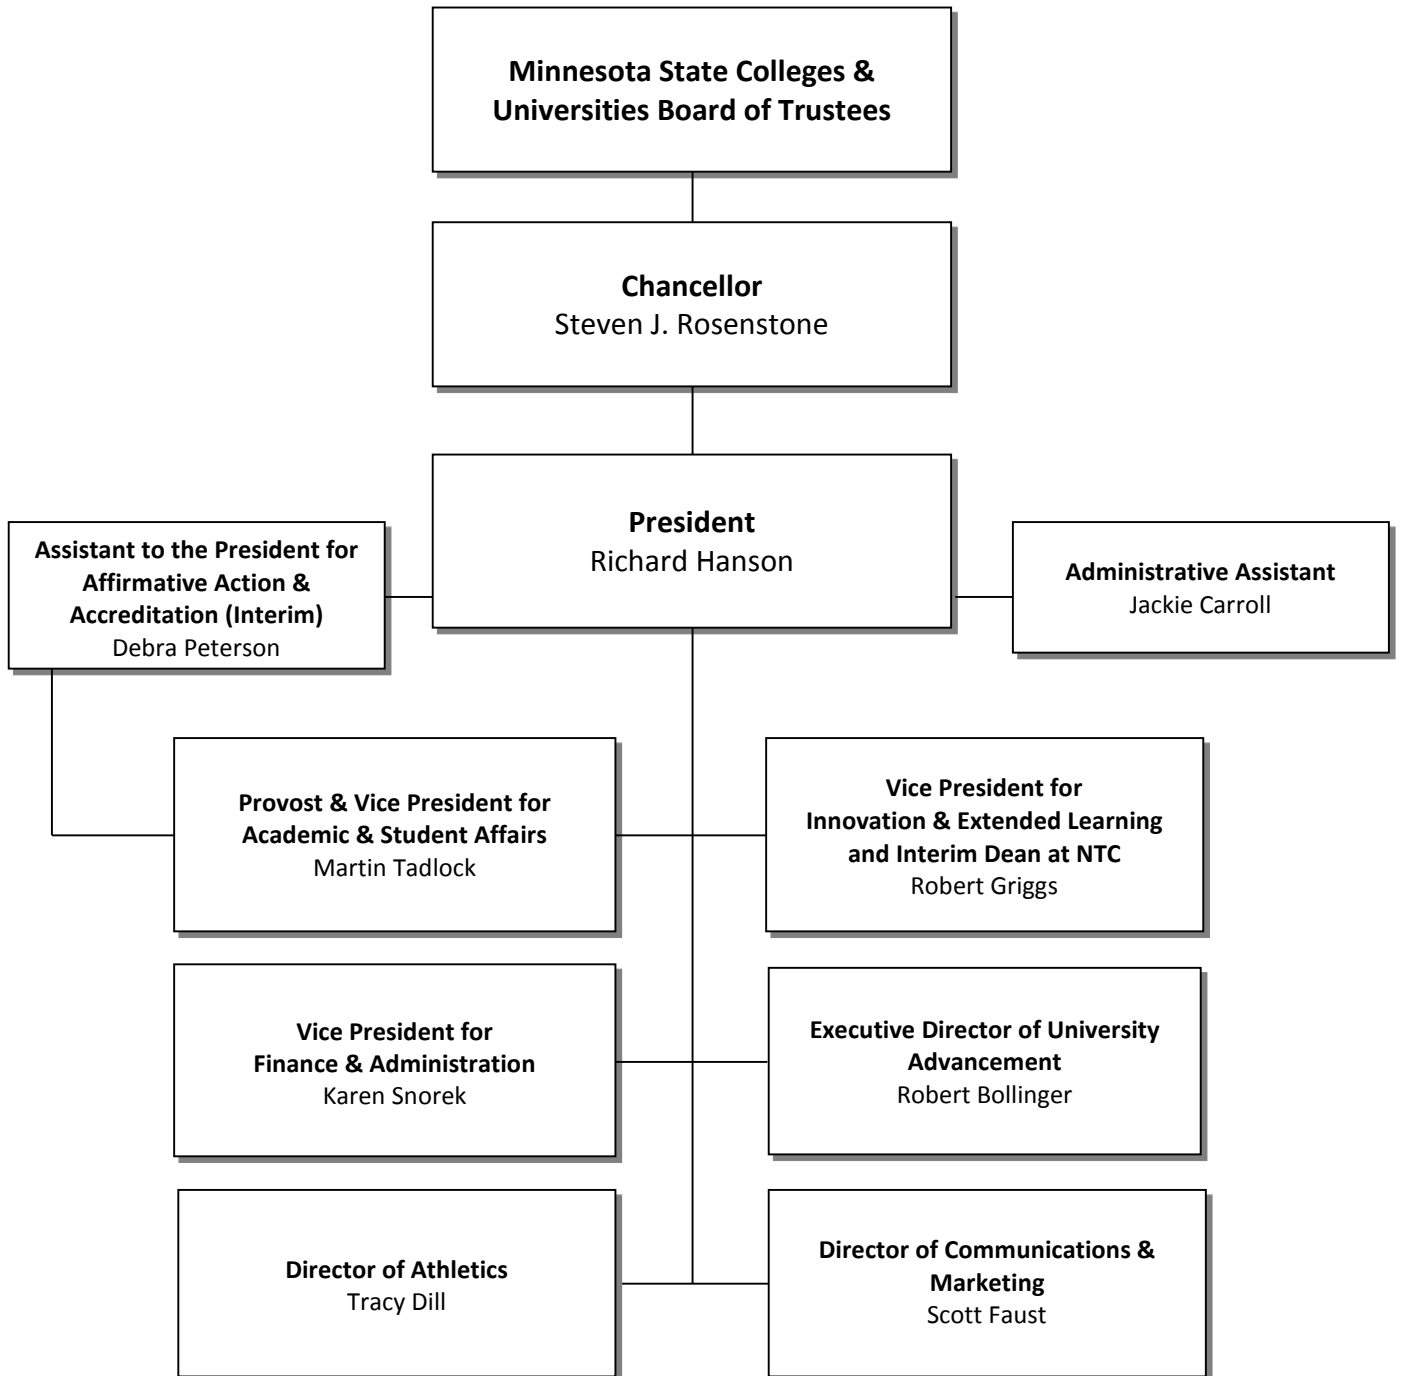 Minnesota State Colleges &
Universities Board of Trustees
Chancellor
Steven J. Rosenstone
President
Richard Hanson
Assistant to the President for
Affirmative Action &
Accreditation (Interim)
Debra Peterson
Administrative Assistant
Jackie Carroll
Provost & Vice President for
Academic & Student Affairs
Martin Tadlock
Vice President for
Innovation & Extended Learning
and Interim Dean at NTC
Robert Griggs
Vice President for
Finance & Administration
Karen Snorek
Executive Director of University
Advancement
Robert Bollinger
Director of Athletics
Tracy Dill
Director of Communications &
Marketing
Scott Faust